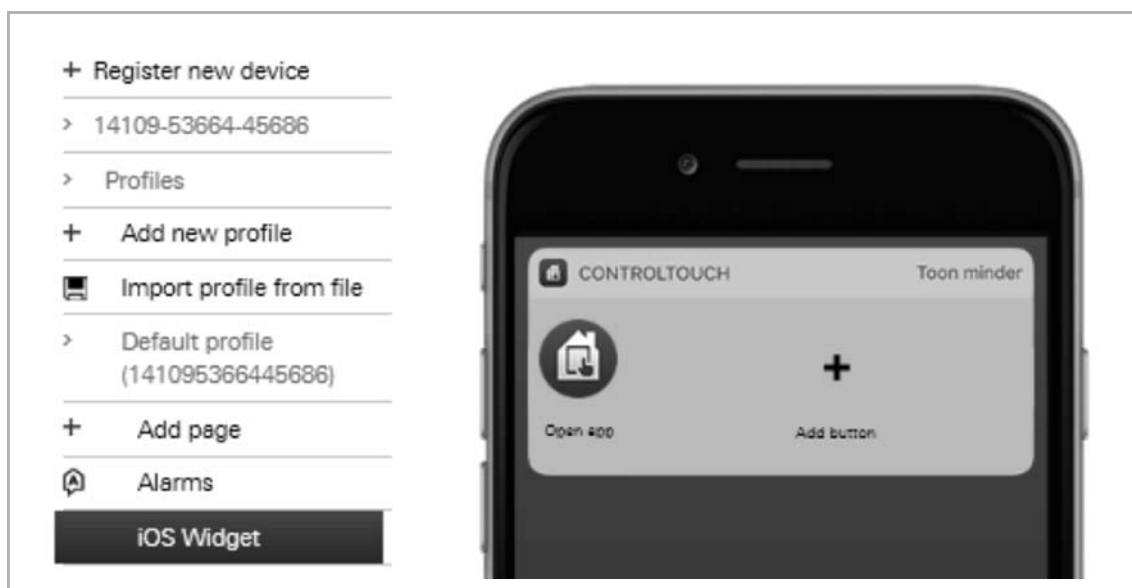 + Register new device
> 14109-53664-45686
> Profiles
+ Add new profile
Import profile from file
> Default profile
(141095366445686)
+ Add page
Alarms
iOS Widget
CONTROLTOUCH
Toon minder
Open app
Add button